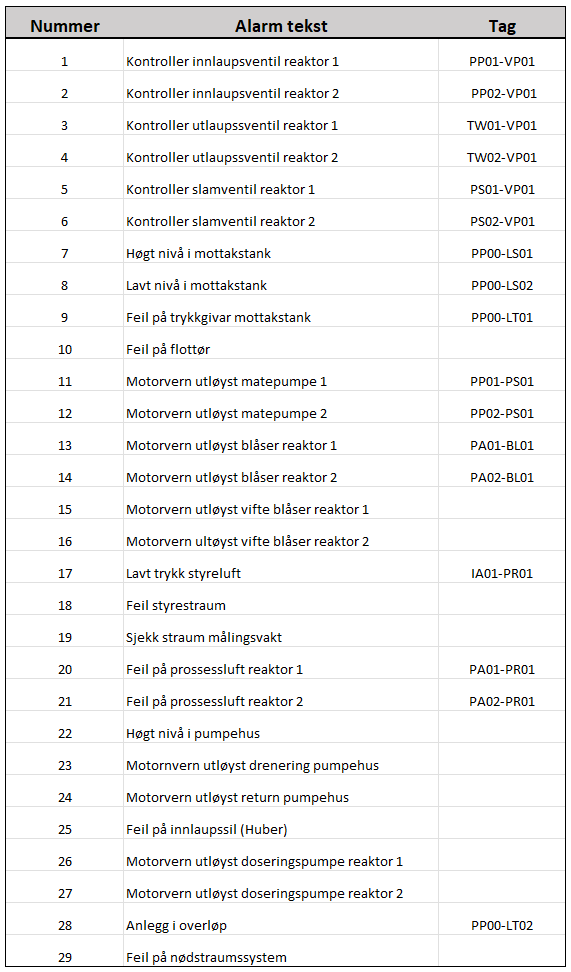 Nummer Alarm tekst Tag
1 Kontroller innlaupsventil reaktor 1 PP01-VP01
2 Kontroller innlaupsventil reaktor 2 PP02-VP01
3 Kontroller utlaupssventil reaktor 1 TW01-VP01
4 Kontroller utlaupssventil reaktor 2 TW02-VP01
5 Kontroller slamventil reaktor 1 PS01-VP01
6 Kontroller slamventil reaktor 2 PS02-VP01
7 Høgt nivå i mottakstank PP00-LS01
8 Lavt nivå i mottakstank PP00-LS02
9 Feil på trykkgivar mottakstank PP00-LT01
10 Feil på flottør
11 Motorvern utløyst matepumpe 1 PP01-PS01
12 Motorvern utløyst matepumpe 2 PP02-PS01
13 Motorvern utløyst blåser reaktor 1 PA01-BL01
14 Motorvern utløyst blåser reaktor 2 PA02-BL01
15 Motorvern utløyst vifte blåser reaktor 1
16 Motorvern ultøyst vifte blåser reaktor 2
17 Lavt trykk styreluft IA01-PR01
18 Feil styrestraum
19 Sjekk straum målingsvakt
20 Feil på prossessluft reaktor 1 PA01-PR01
21 Feil på prossessluft reaktor 2 PA02-PR01
22 Høgt nivå i pumpehus
23 Motornvern utløyst drenering pumpehus
24 Motorvern utløyst return pumpehus
25 Feil på innlaupssil (Huber)
26 Motorvern utløyst doseringspumpe reaktor 1
27 Motorvern utløyst doseringspumpe reaktor 2
28 Anlegg i overløp PP00-LT02
29 Feil på nødstraumssystem